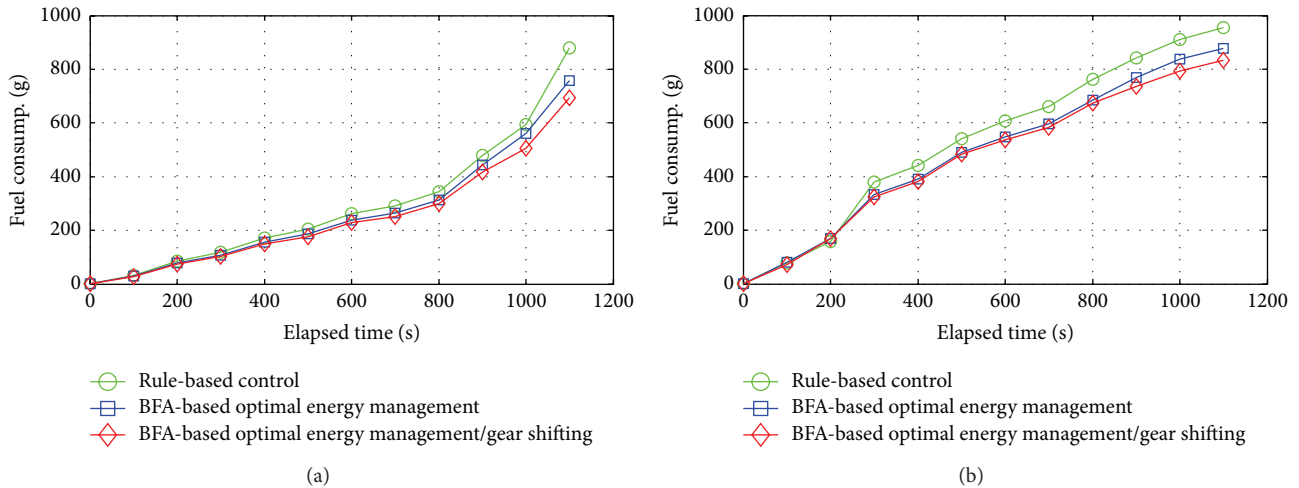 1000
800
600
400
200
0
Fuel consump. (g)
0 200 400 600 800 1000 1200
Elapsed time (s)
Rule-based control
BFA-based optimal energy management
BFA-based optimal energy management/gear shifting
(a)
1000
800
600
400
200
0
Fuel consump. (g)
0 200 400 600 800 1000 1200
Elapsed time (s)
Rule-based control
BFA-based optimal energy management
BFA-based optimal energy management/gear shifting
(b)